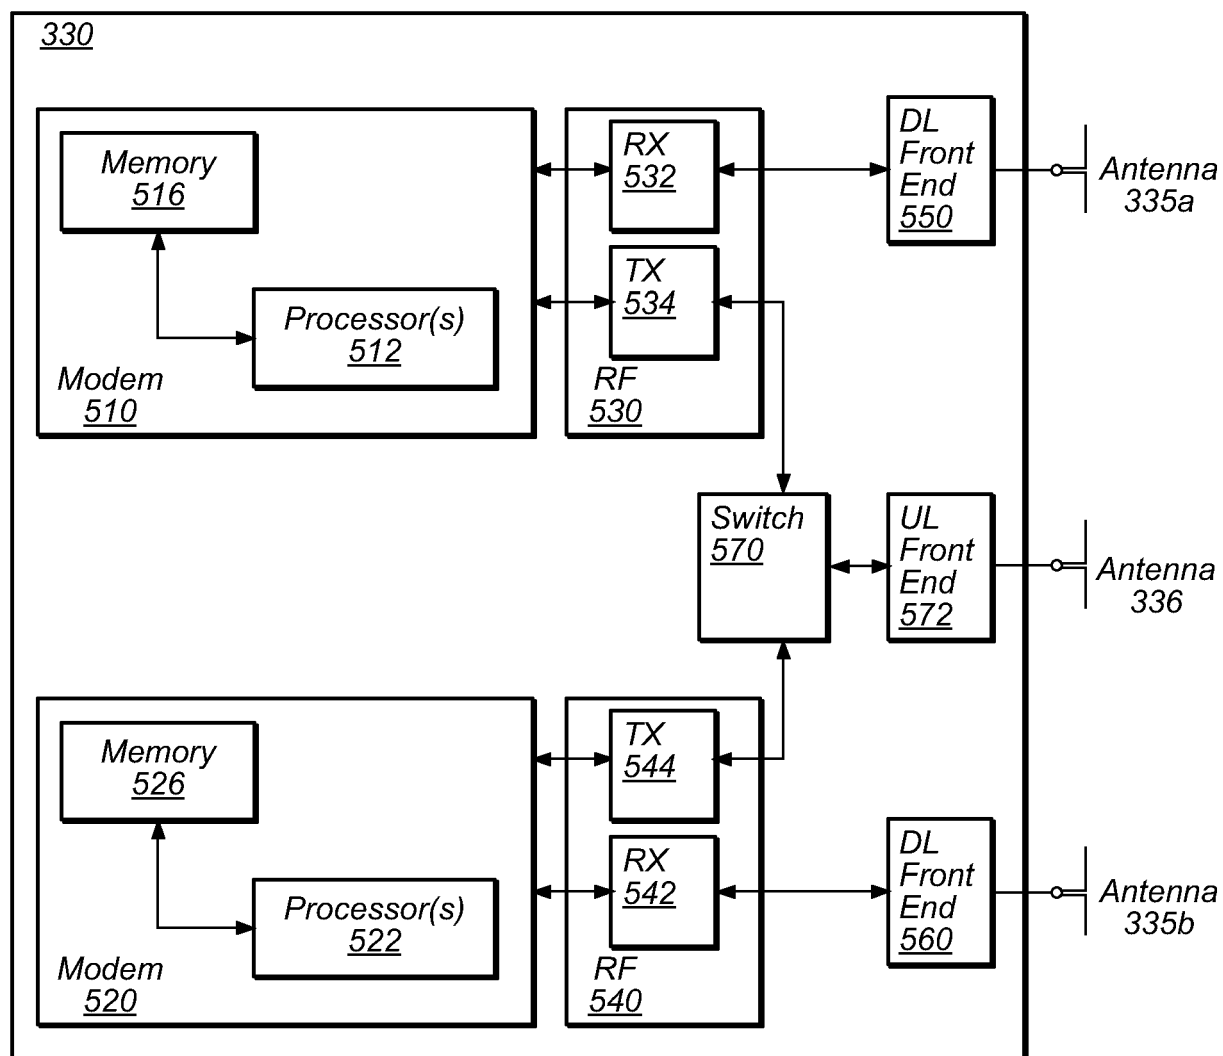 330
Memory
516
Processor(s)
512
Modem
510
RX
532
TX
534
RF
530
DL
Front
End
550
Antenna
335a
Switch
570
UL
Front
End
572
Antenna
336
Memory
526
Processor(s)
522
Modem
520
TX
544
RX
542
RF
540
DL
Front
End
560
Antenna
335b